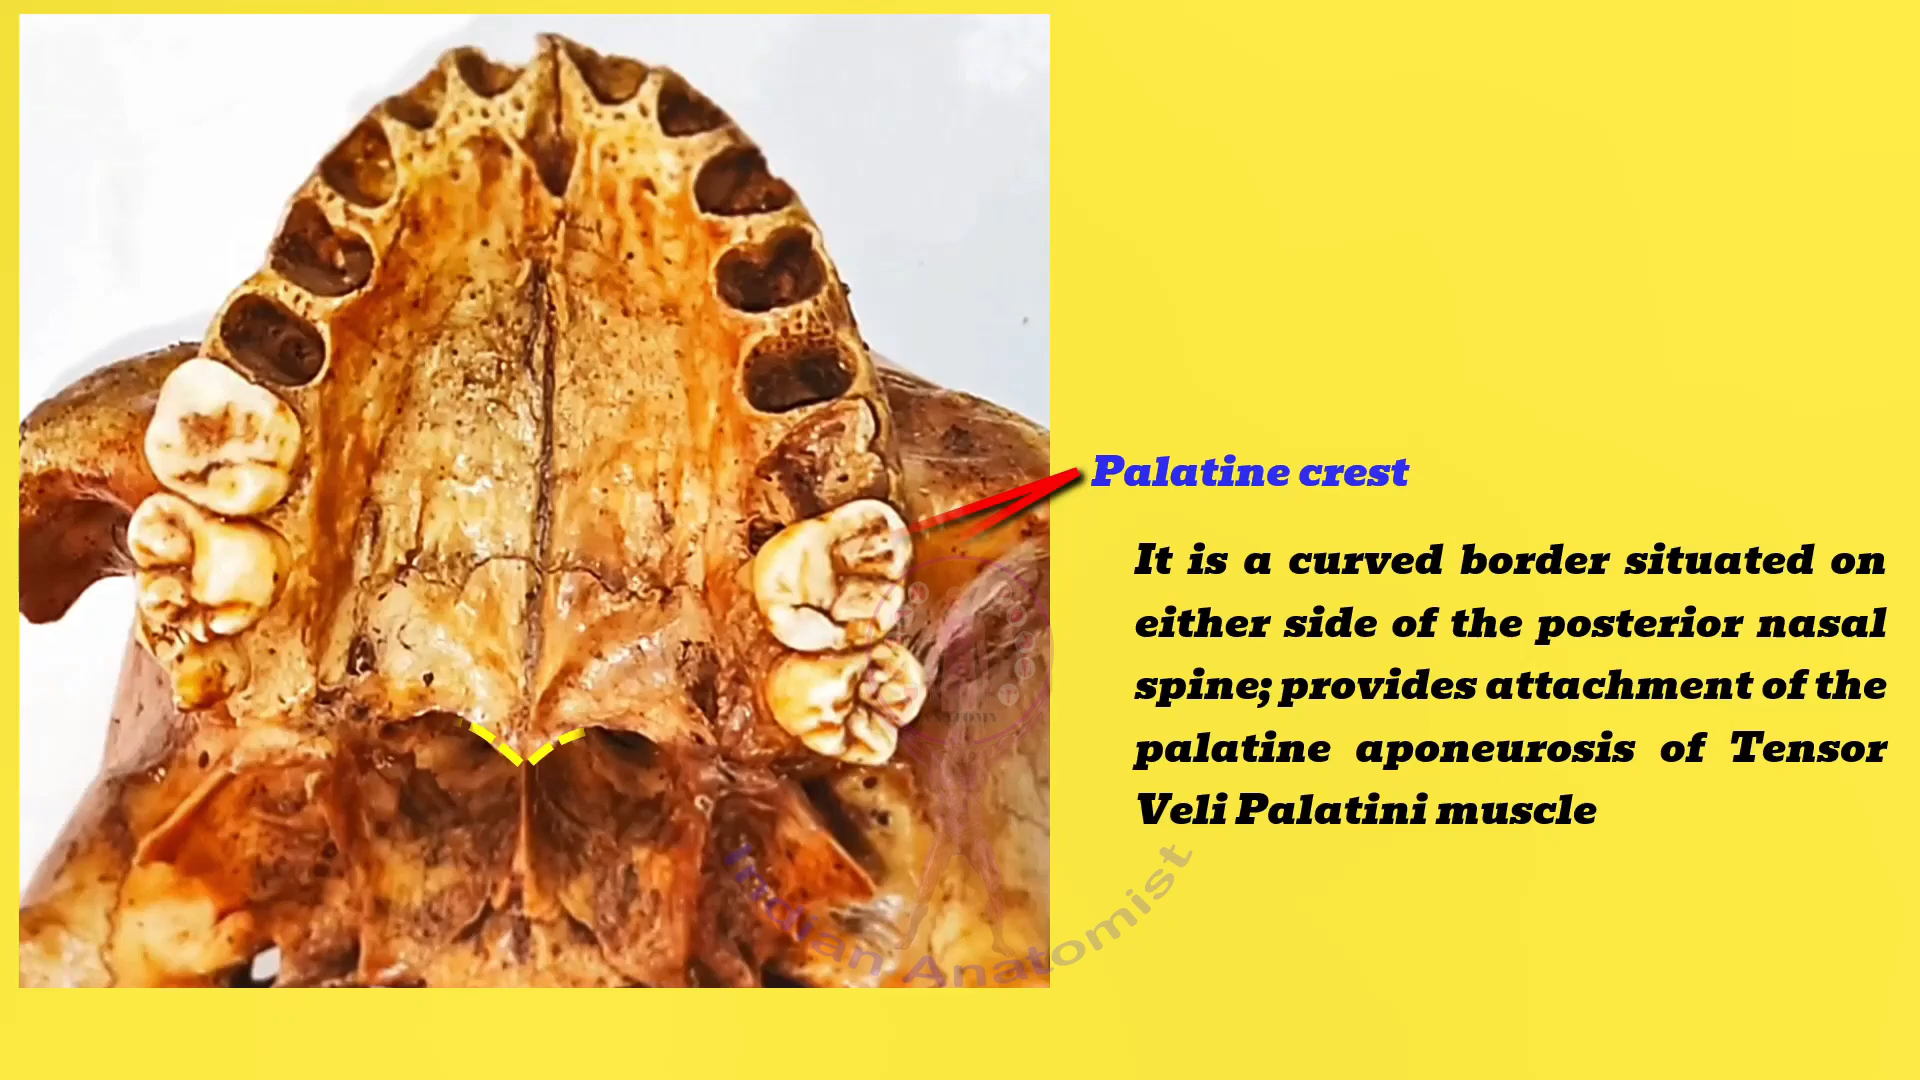 Palatine crest
It is a curved border situated on
either side of the posterior nasal
spine; provides attachment of the
palatine aponeurosis of Tensor
Veli Palatini muscle
Indian Anatomist